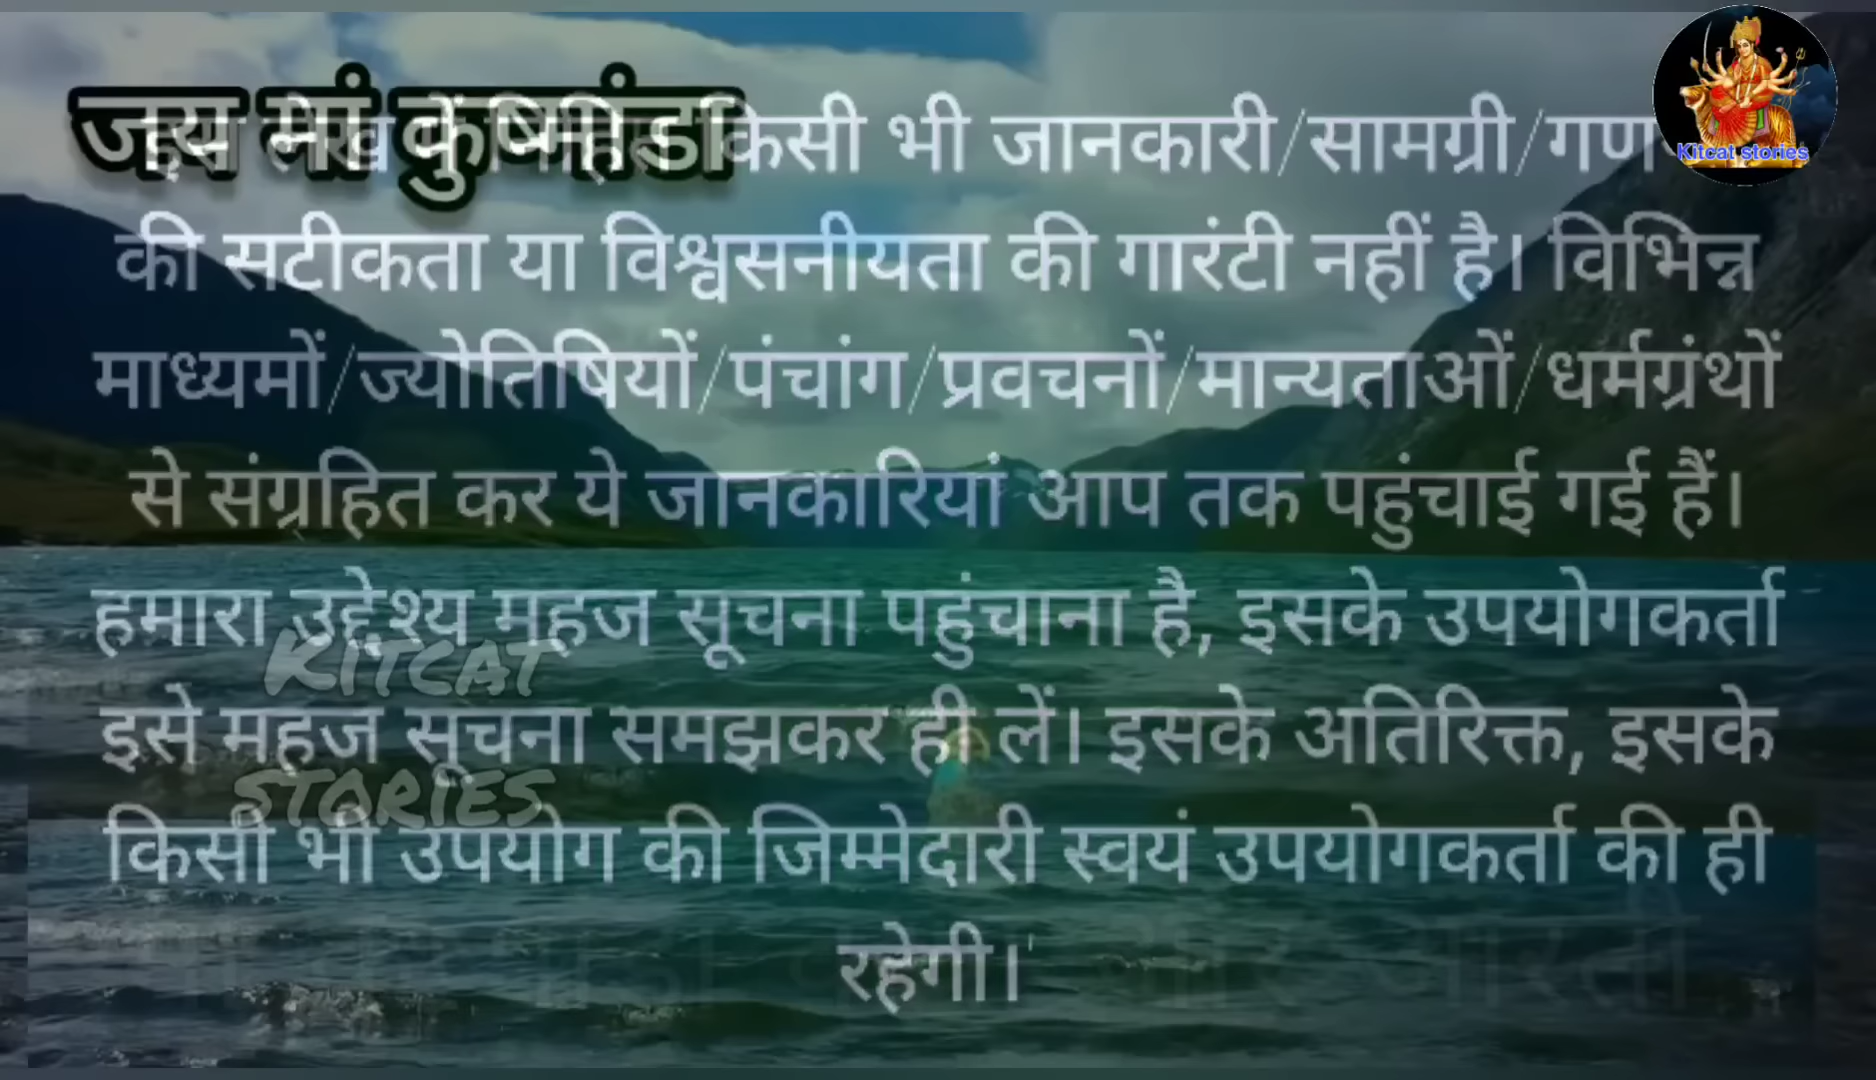 जय मां कुष्मांडा
किसी भी जानकारी/सामग्री/
Kitcat stories
की सटीकता या विश्वसनीयता की गारंटी नहीं है। विभिन्न
माध्यमों/ज्योतिषियों/पंचांग/प्रवचनों/मान्यताओं/धर्मग्रंथों
से संग्रहित कर ये जानकारियां आप तक पहुंचाई गई हैं।
हमारा उद्देश्य महज सूचना पहुंचाना है, इसके उपयोगकर्ता
KITCAT
इसे महज सूचना समझकर ही लें। इसके अतिरिक्त, इसके
STORIES
किसी भी उपयोग की जिम्मेदारी स्वयं उपयोगकर्ता की ही
रहेगी।'